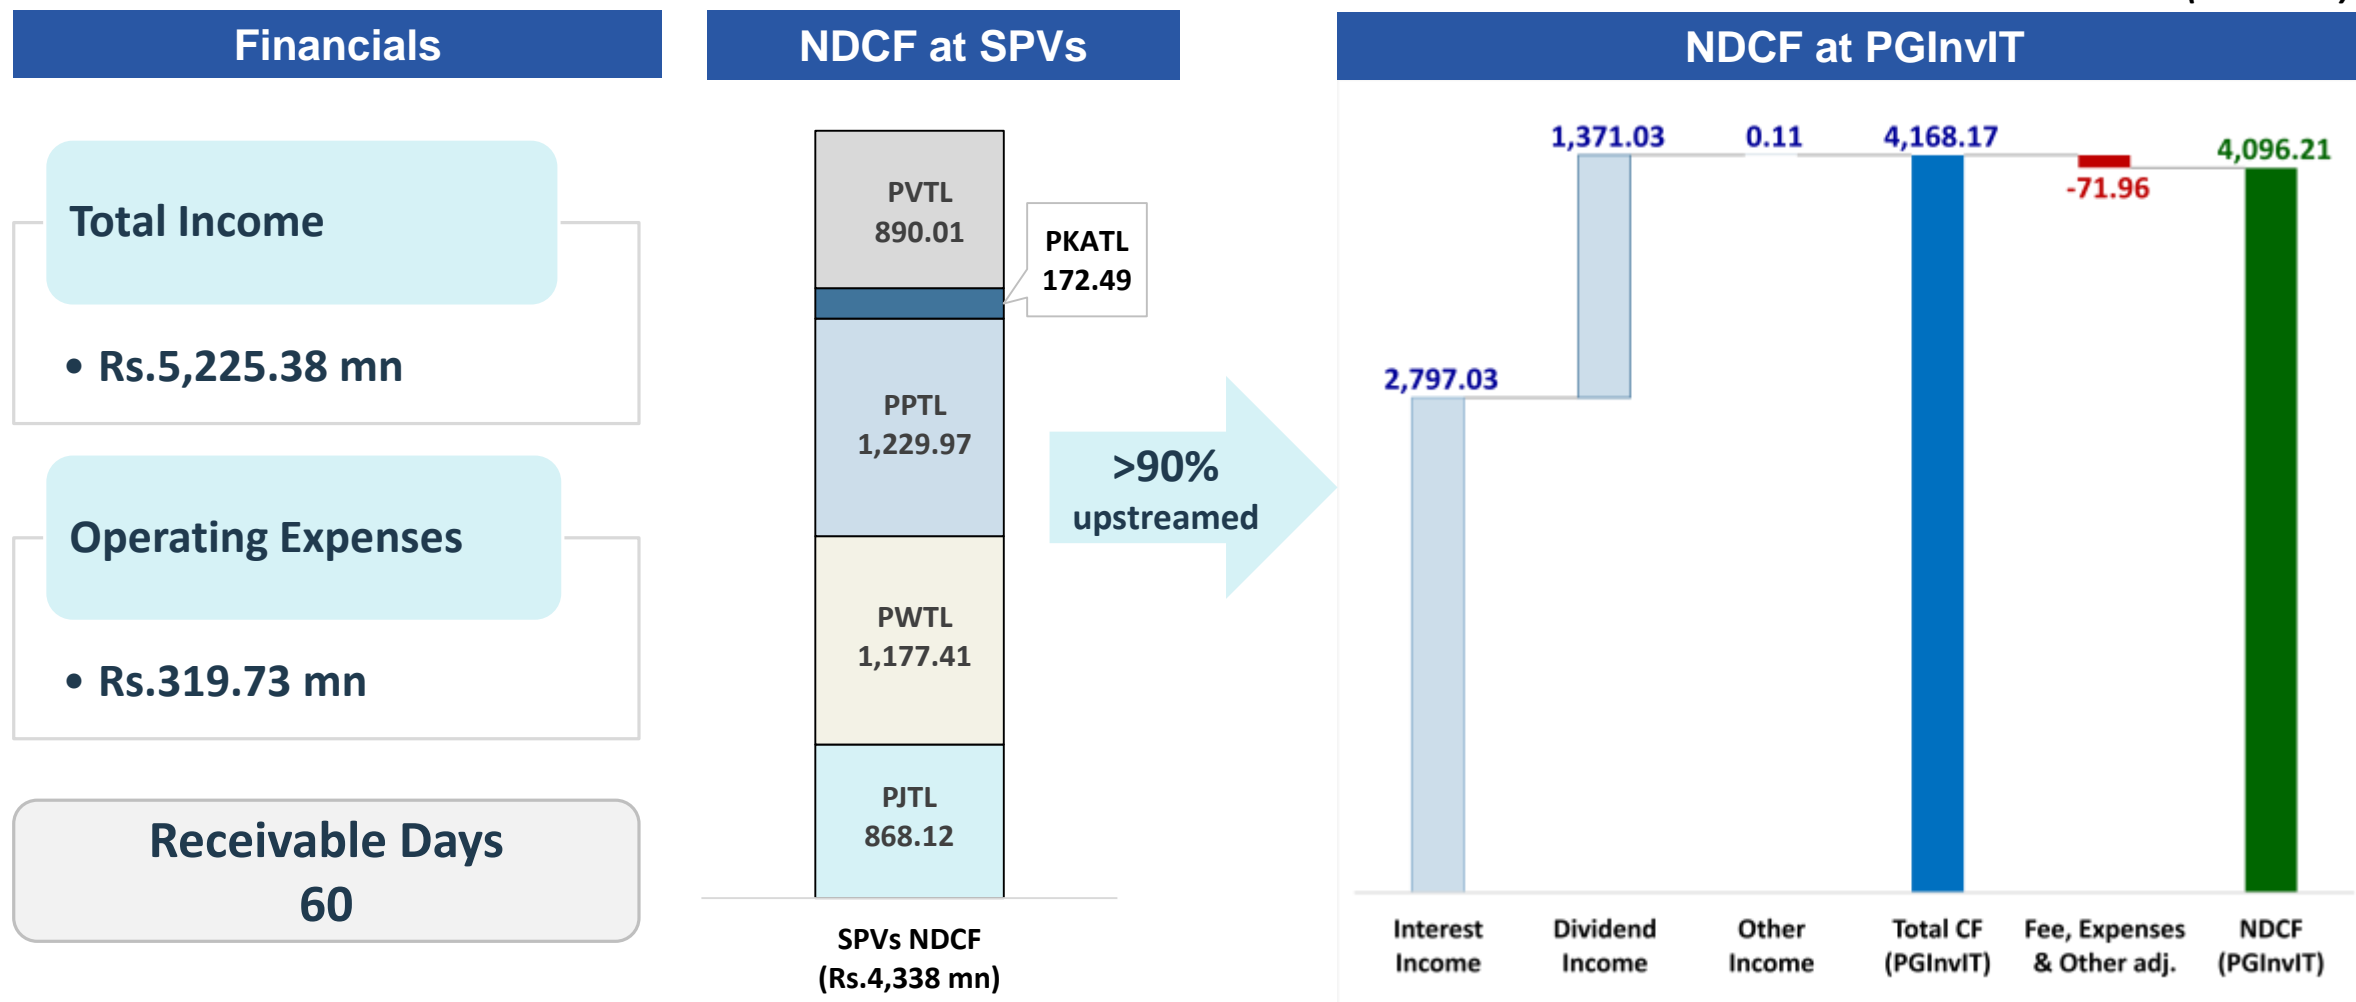 Financials
Total Income
• Rs.5,225.38 mn
Operating Expenses
• Rs.319.73 mn
Receivable Days
60
NDCF at SPVs
PVTL
890.01
PKATL
172.49
PPTL
1,229.97
PWTL
1,177.41
PJTL
868.12
SPVs NDCF
(Rs.4,338 mn)
>90%
upstreamed
NDCF at PGInvIT
2,797.03
1,371.03
0.11
4,168.17
-71.96
4,096.21
Interest
Income
Dividend
Income
Other
Income
Total CF
(PGInvIT)
Fee, Expenses
& Other adj.
NDCF
(PGInvIT)